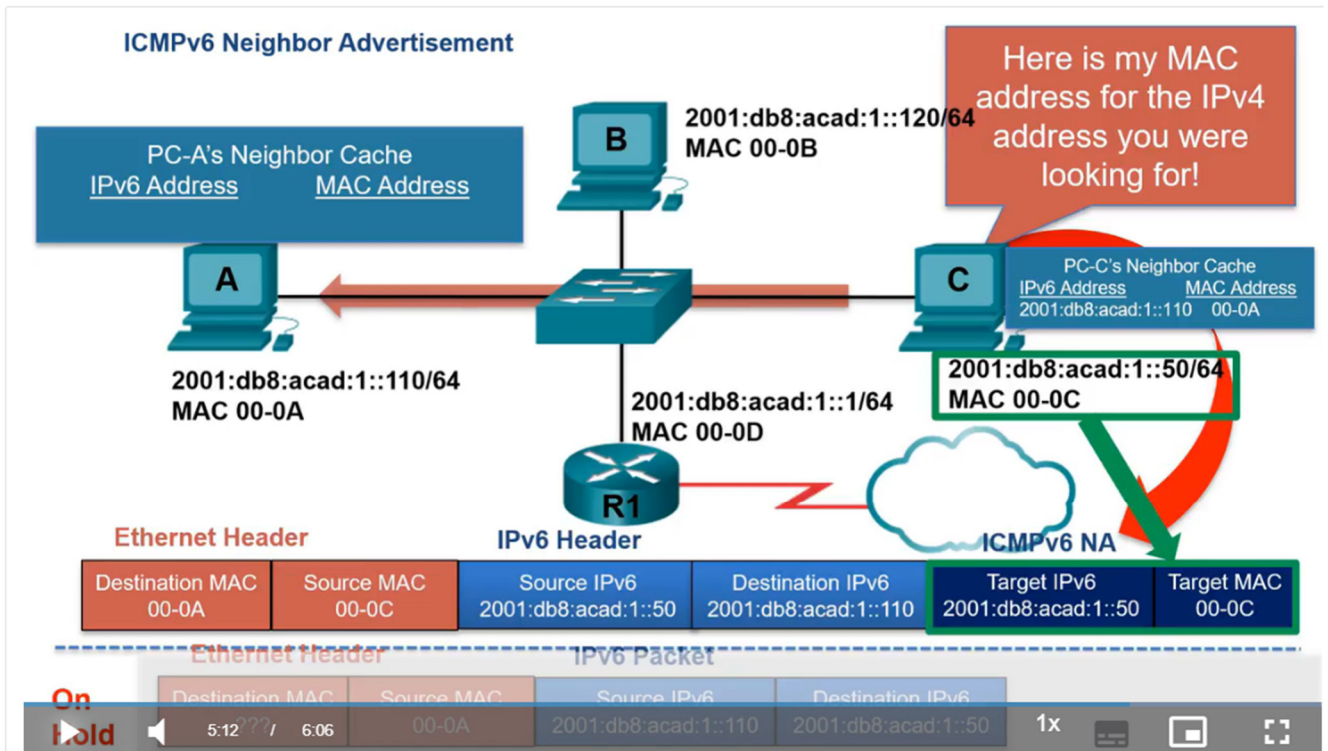 ICMPv6 Neighbor Advertisement
Here is my MAC
address for the IPv4
address you were
looking for!
PC-A's Neighbor Cache
IPv6 Address MAC Address
B
2001:db8:acad:1::120/64
MAC 00-0B
A
2001:db8:acad:1::110/64
MAC 00-0A
C
PC-C's Neighbor Cache
IPv6 Address MAC Address
2001:db8:acad:1::110 00-0A
2001:db8:acad:1::50/64
MAC 00-0C
2001:db8:acad:1::1/64
MAC 00-0D
R1
Ethernet Header IPv6 Header ICMPv6 NA
Destination MAC Source MAC Source IPv6 Destination IPv6 Target IPv6 Target MAC
00-0A 00-0C 2001:db8:acad:1::50 2001:db8:acad:1::110 2001:db8:acad:1::50 00-0C
Ethernet Header IPv6 Packet
On
Hold
Destination MAC Source MAC Source IPv6 Destination IPv6
??? 00-0A 2001:db8:acad:1::110 2001:db8:acad:1::50
5:12 / 6:06 1x